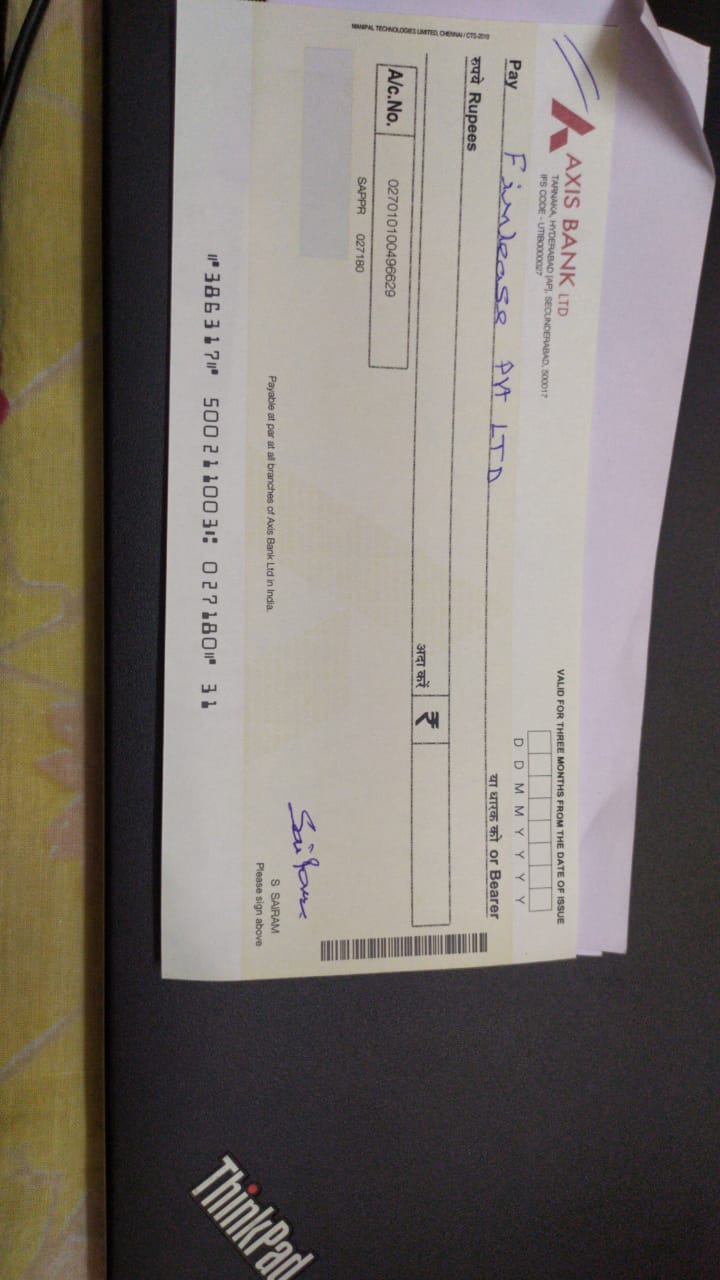 MANIPAL TECHNOLOGIES LIMITED, CHENNAI / CTS-2010
AXIS BANK LTD
TARNAKA, HYDERABAD [AP], SECUNDERABAD, 500017
IFS CODE - UTIB0000027
VALID FOR THREE MONTHS FROM THE DATE OF ISSUE
D D M M Y Y Y Y
Pay Finlease Pvt LTD या धारक को or Bearer
रुपये Rupees
अदा करें ₹
A/c.No. 027010100496629
SAPPR 027180
Sairam
Payable at par at all branches of Axis Bank Ltd in India.
S SAIRAM
Please sign above
⑈386317⑈ 500211003⑆ 027180⑈ 31
ThinkPad